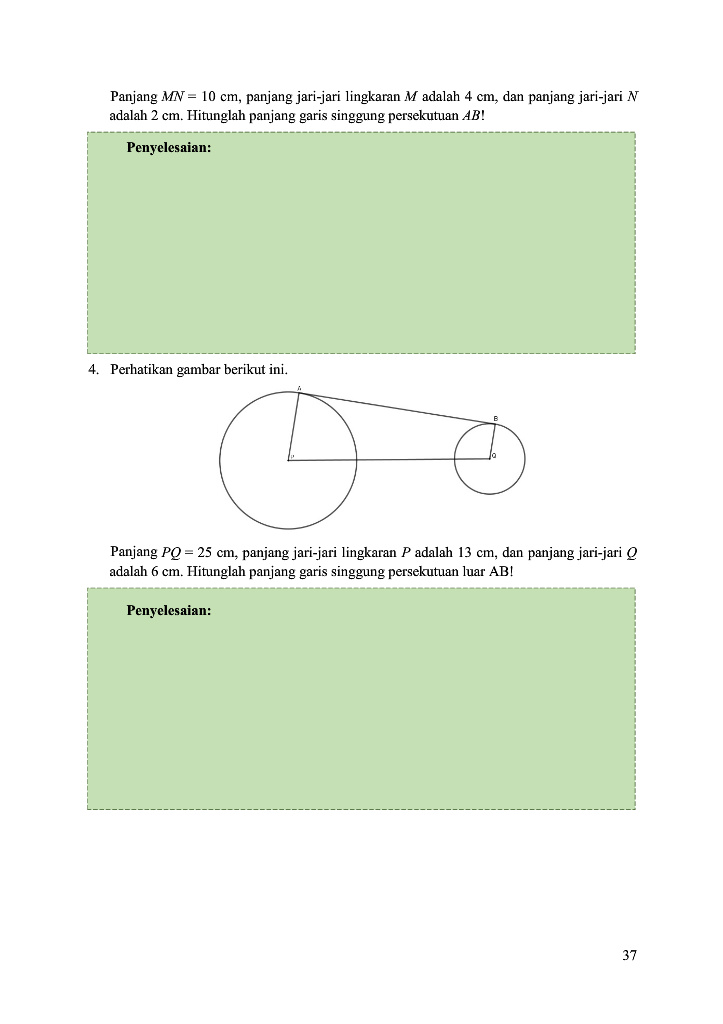 Panjang MN = 10 cm, panjang jari-jari lingkaran M adalah 4 cm, dan panjang jari-jari N
adalah 2 cm. Hitunglah panjang garis singgung persekutuan AB!
Penyelesaian:
4. Perhatikan gambar berikut ini.
A
B
P
Q
Panjang PQ = 25 cm, panjang jari-jari lingkaran P adalah 13 cm, dan panjang jari-jari Q
adalah 6 cm. Hitunglah panjang garis singgung persekutuan luar AB!
Penyelesaian:
37